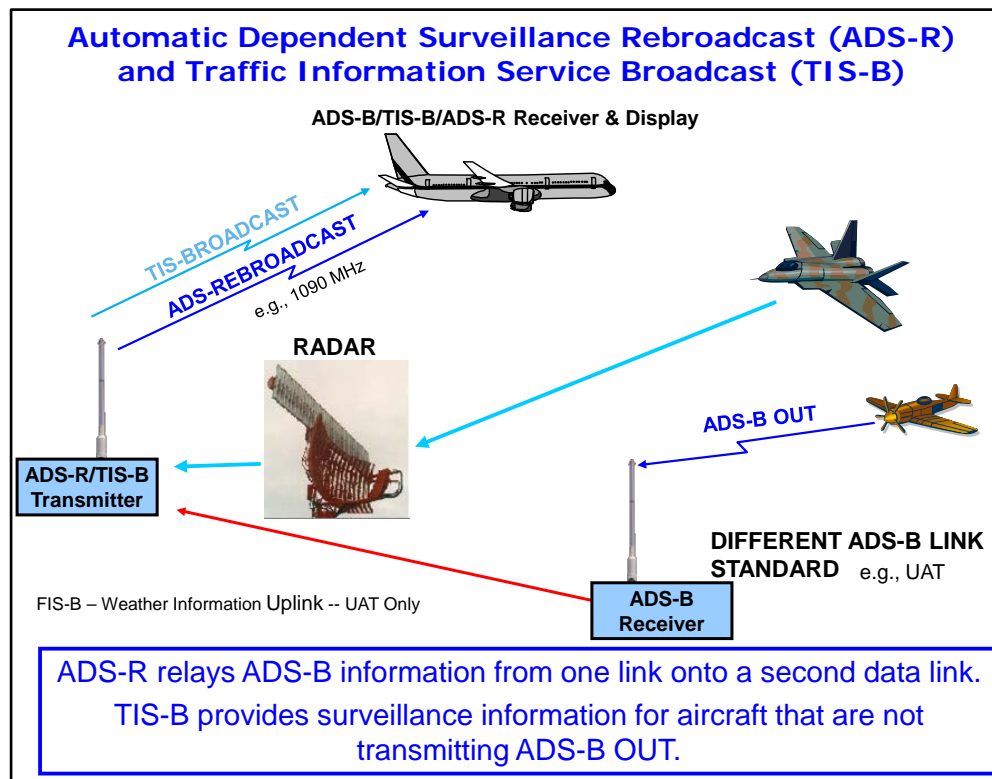 Automatic Dependent Surveillance Rebroadcast (ADS-R)
and Traffic Information Service Broadcast (TIS-B)
ADS-B/TIS-B/ADS-R Receiver & Display
TIS-BROADCAST
ADS-REBROADCAST
e.g., 1090 MHz
RADAR
ADS-B OUT
ADS-R/TIS-B
Transmitter
DIFFERENT ADS-B LINK
STANDARD e.g., UAT
FIS-B – Weather Information Uplink -- UAT Only
ADS-B
Receiver
ADS-R relays ADS-B information from one link onto a second data link.
TIS-B provides surveillance information for aircraft that are not
transmitting ADS-B OUT.